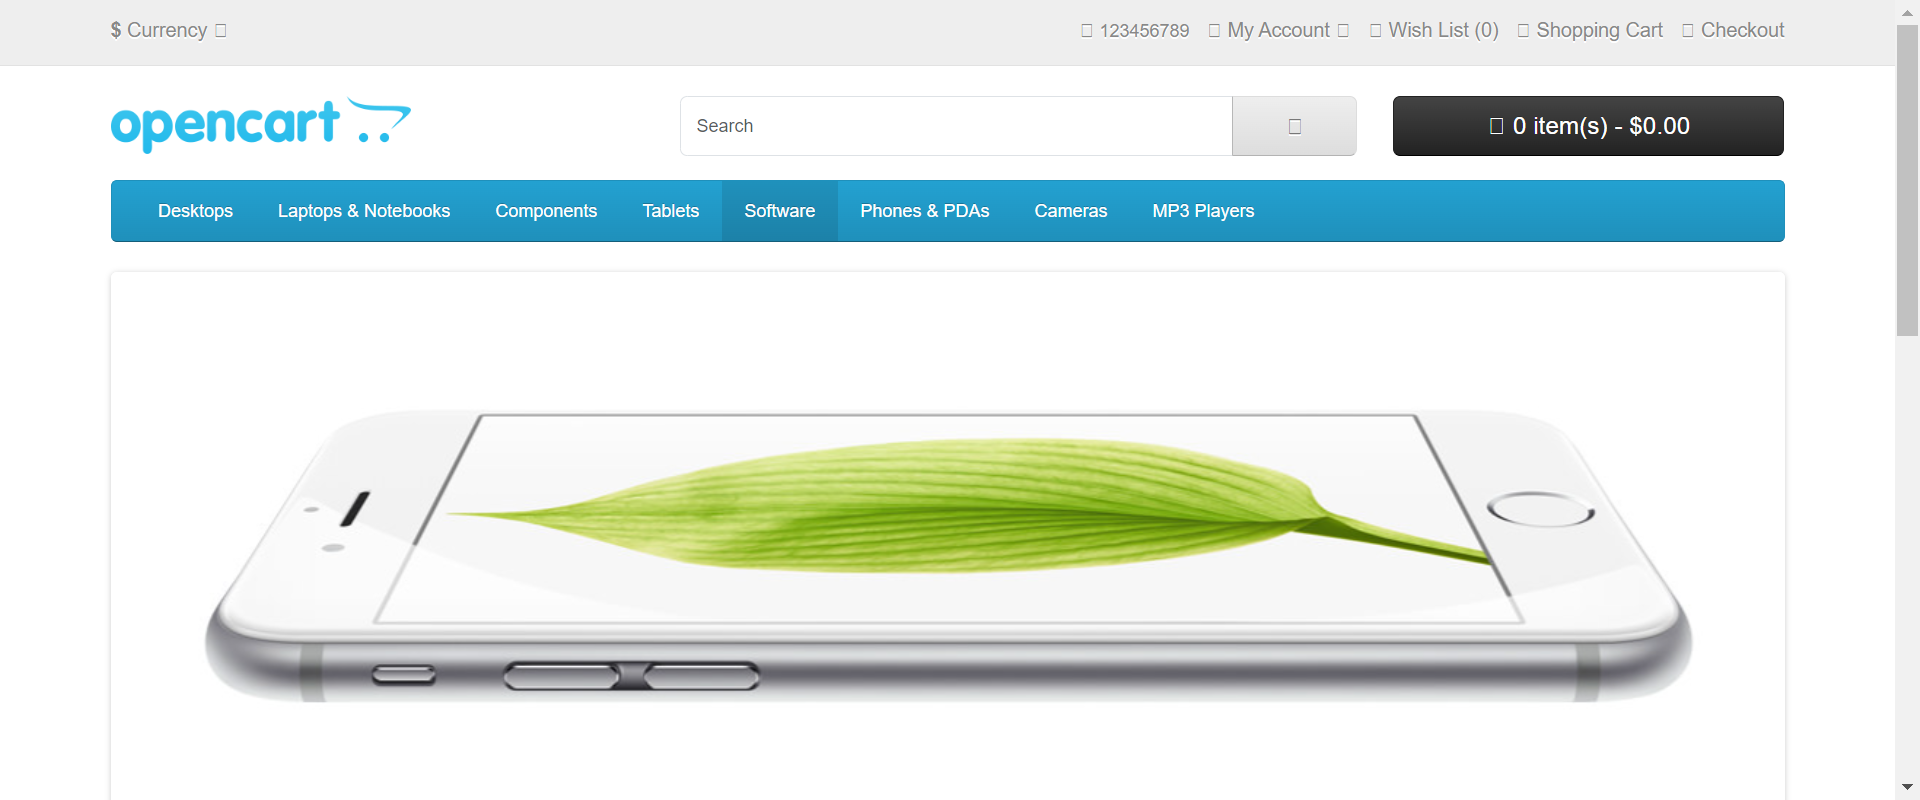 $ Currency
123456789 My Account Wish List (0) Shopping Cart Checkout
opencart
Search
0 item(s) - $0.00
Desktops Laptops & Notebooks Components Tablets Software Phones & PDAs Cameras MP3 Players